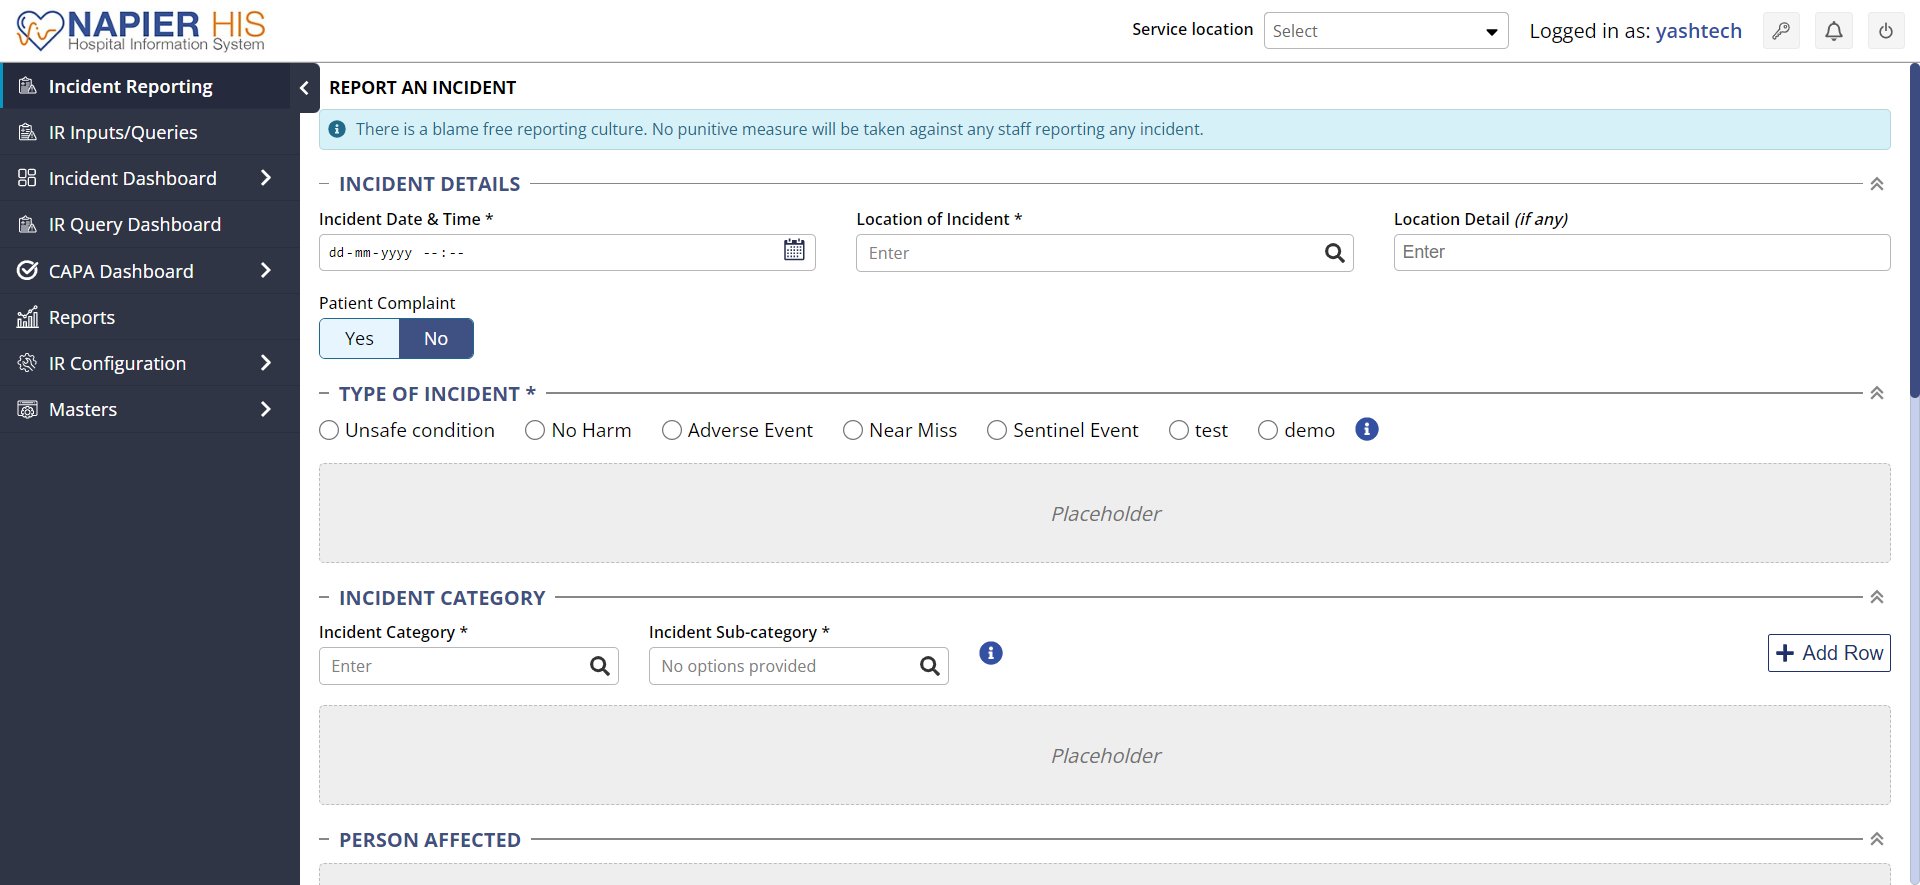 NAPIER HIS
Hospital Information System
Service location
Select
Logged in as: yashtech
Incident Reporting
IR Inputs/Queries
Incident Dashboard
IR Query Dashboard
CAPA Dashboard
Reports
IR Configuration
Masters
REPORT AN INCIDENT
There is a blame free reporting culture. No punitive measure will be taken against any staff reporting any incident.
INCIDENT DETAILS
Incident Date & Time *
Location of Incident *
Location Detail (if any)
dd-mm-yyyy --:--
Enter
Enter
Patient Complaint
Yes
No
TYPE OF INCIDENT *
Unsafe condition
No Harm
Adverse Event
Near Miss
Sentinel Event
test
demo
Placeholder
INCIDENT CATEGORY
Incident Category *
Incident Sub-category *
Enter
No options provided
Add Row
Placeholder
PERSON AFFECTED